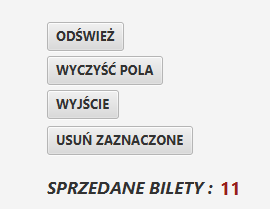 ODŚWIEŻ
WYCZYŚĆ POLA
WYJŚCIE
USUŃ ZAZNACZONE
SPRZEDANE BILETY : 11